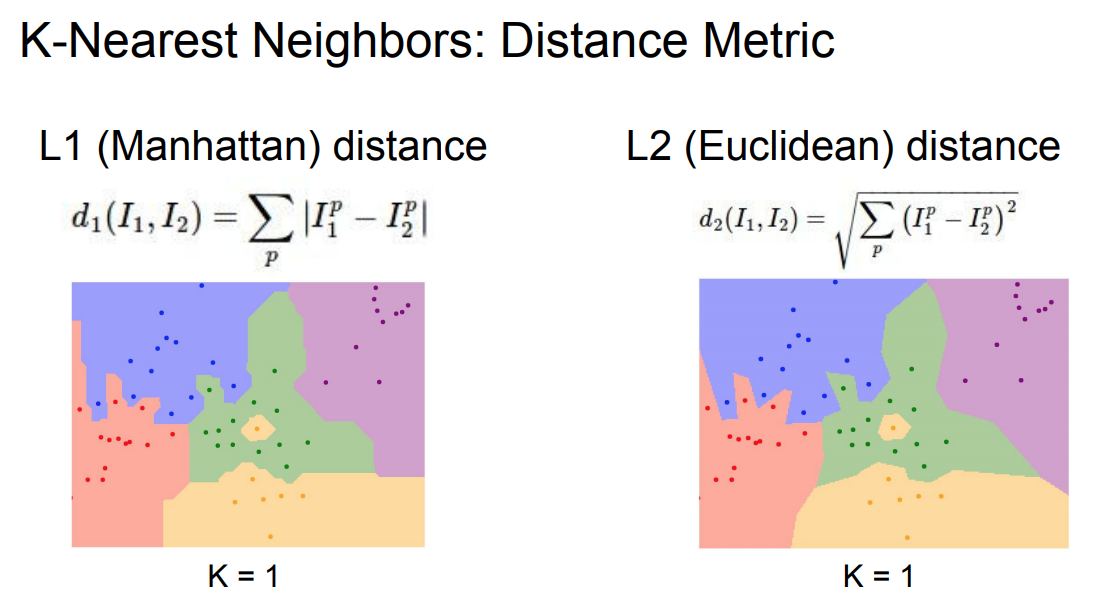 K-Nearest Neighbors: Distance Metric
L1 (Manhattan) distance
d₁(I₁, I₂) = ∑ₚ |I₁ᵖ − I₂ᵖ|
K = 1
L2 (Euclidean) distance
d₂(I₁, I₂) = √(∑ₚ (I₁ᵖ − I₂ᵖ)²)
K = 1